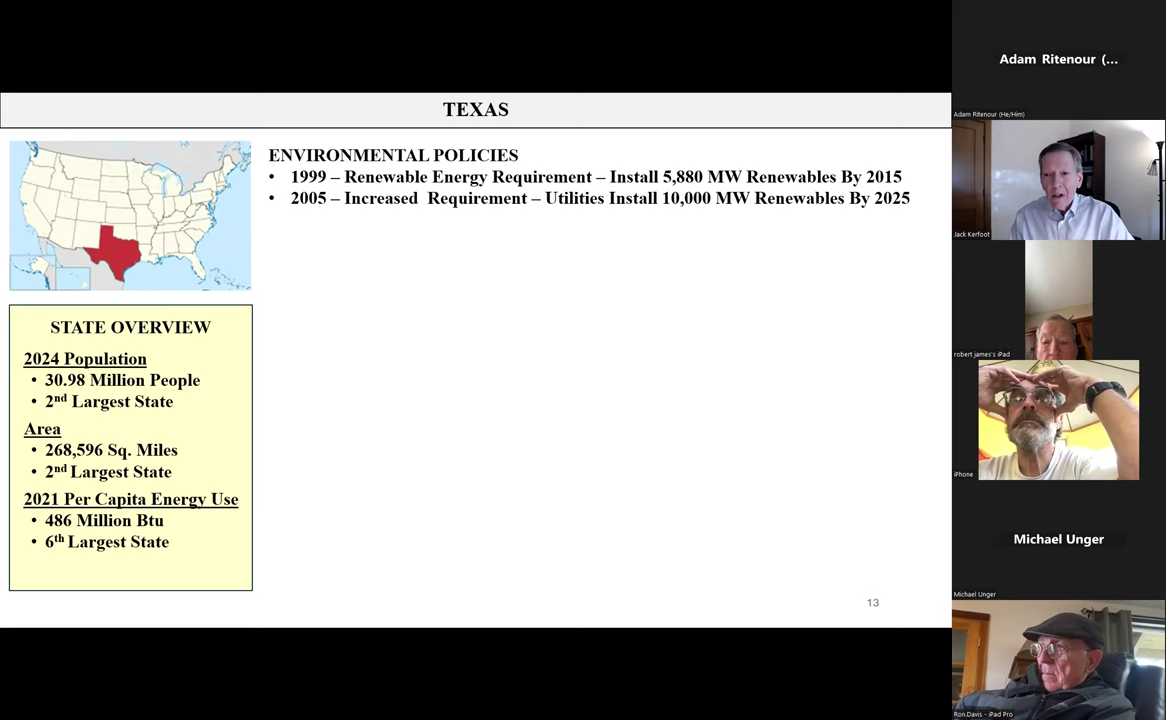 TEXAS
ENVIRONMENTAL POLICIES
• 1999 – Renewable Energy Requirement – Install 5,880 MW Renewables By 2015
• 2005 – Increased Requirement – Utilities Install 10,000 MW Renewables By 2025
STATE OVERVIEW
2024 Population
• 30.98 Million People
• 2nd Largest State
Area
• 268,596 Sq. Miles
• 2nd Largest State
2021 Per Capita Energy Use
• 486 Million Btu
• 6th Largest State
13
Adam Ritenour (...
Adam Ritenour (He/Him)
Jack Kerfoot
robert james's iPad
iPhone
Michael Unger
Michael Unger
Ron.Davis - iPad Pro